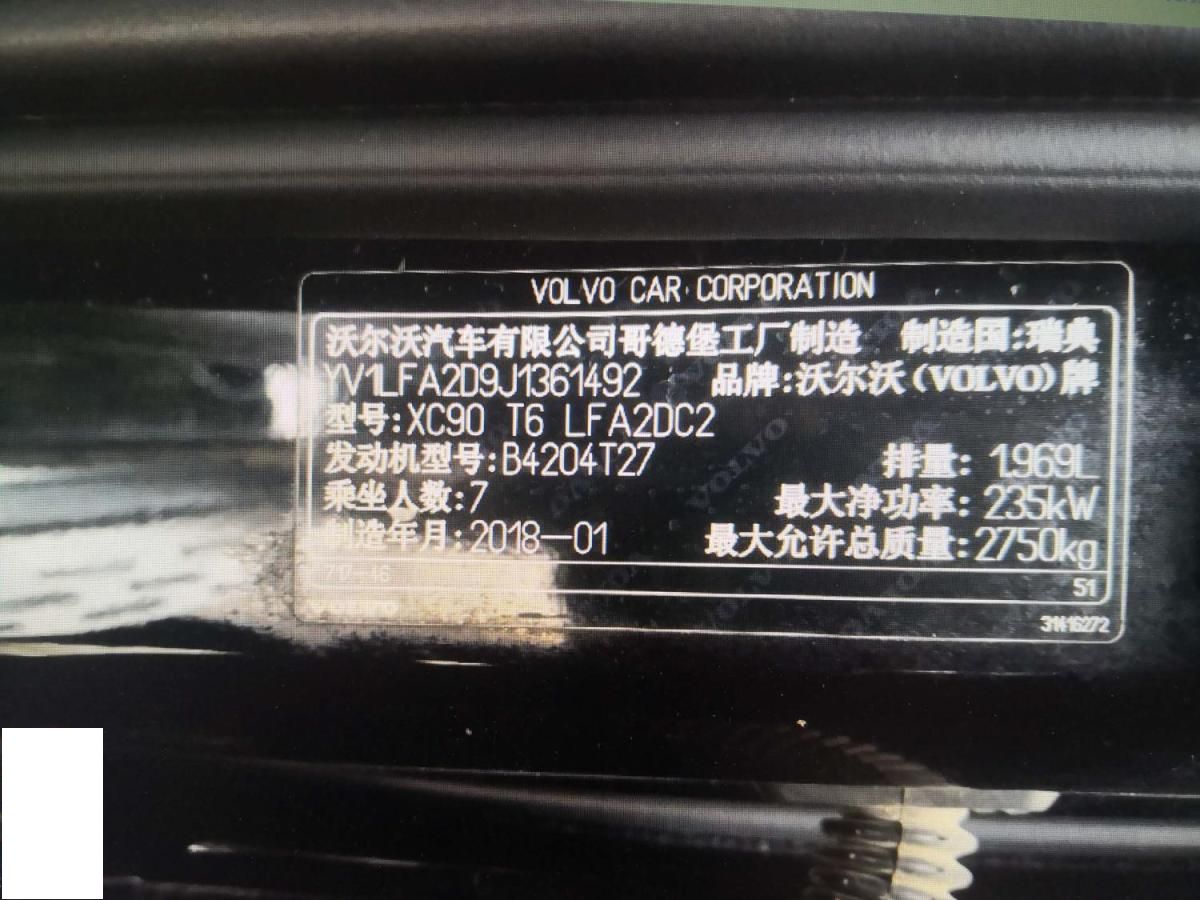 VOLVO CAR CORPORATION
沃尔沃汽车有限公司哥德堡工厂制造 制造国:瑞典
YV1LFA2D9J1361492 品牌:沃尔沃(VOLVO)牌
型号:XC90 T6 LFA2DC2
发动机型号:B4204T27 排量: 1.969L
乘坐人数:7 最大净功率: 235kW
制造年月:2018-01 最大允许总质量:2750kg
51
VOLVO 31416272